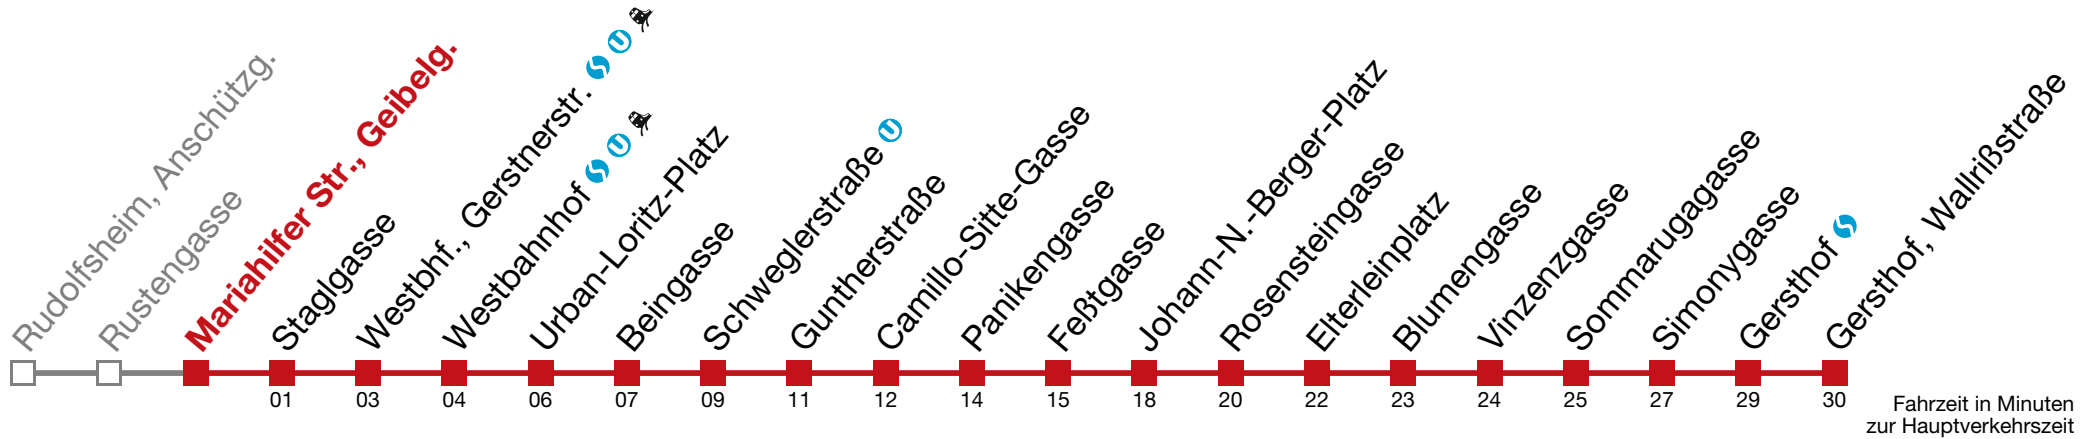 Rudolfsheim, Anschützg.
Rustengasse
Mariahilfer Str., Geibelg.
Staglgasse
Westbhf., Gerstnerstr.
Westbahnhof
Urban-Loritz-Platz
Beingasse
Schweglerstraße
Guntherstraße
Camillo-Sitte-Gasse
Panikengasse
Feßtgasse
Johann-N.-Berger-Platz
Rosensteingasse
Elterleinplatz
Blumengasse
Vinzenzgasse
Sommarugagasse
Simonygasse
Gersthof
Gersthof, Wallrißstraße
01 03 04 06 07 09 11 12 14 15 18 20 22 23 24 25 27 29 30
Fahrzeit in Minuten
zur Hauptverkehrszeit